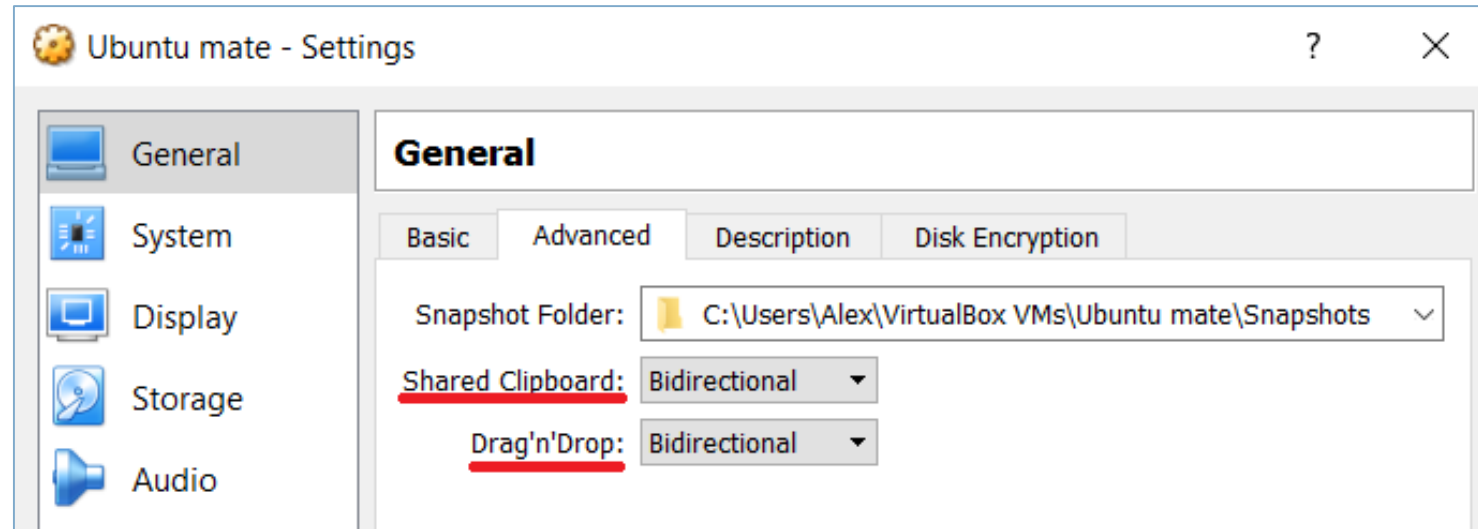 Ubuntu mate - Settings ?
General
System
Display
Storage
Audio
General
Basic Advanced Description Disk Encryption
Snapshot Folder: C:\Users\Alex\VirtualBox VMs\Ubuntu mate\Snapshots
Shared Clipboard: Bidirectional
Drag'n'Drop: Bidirectional